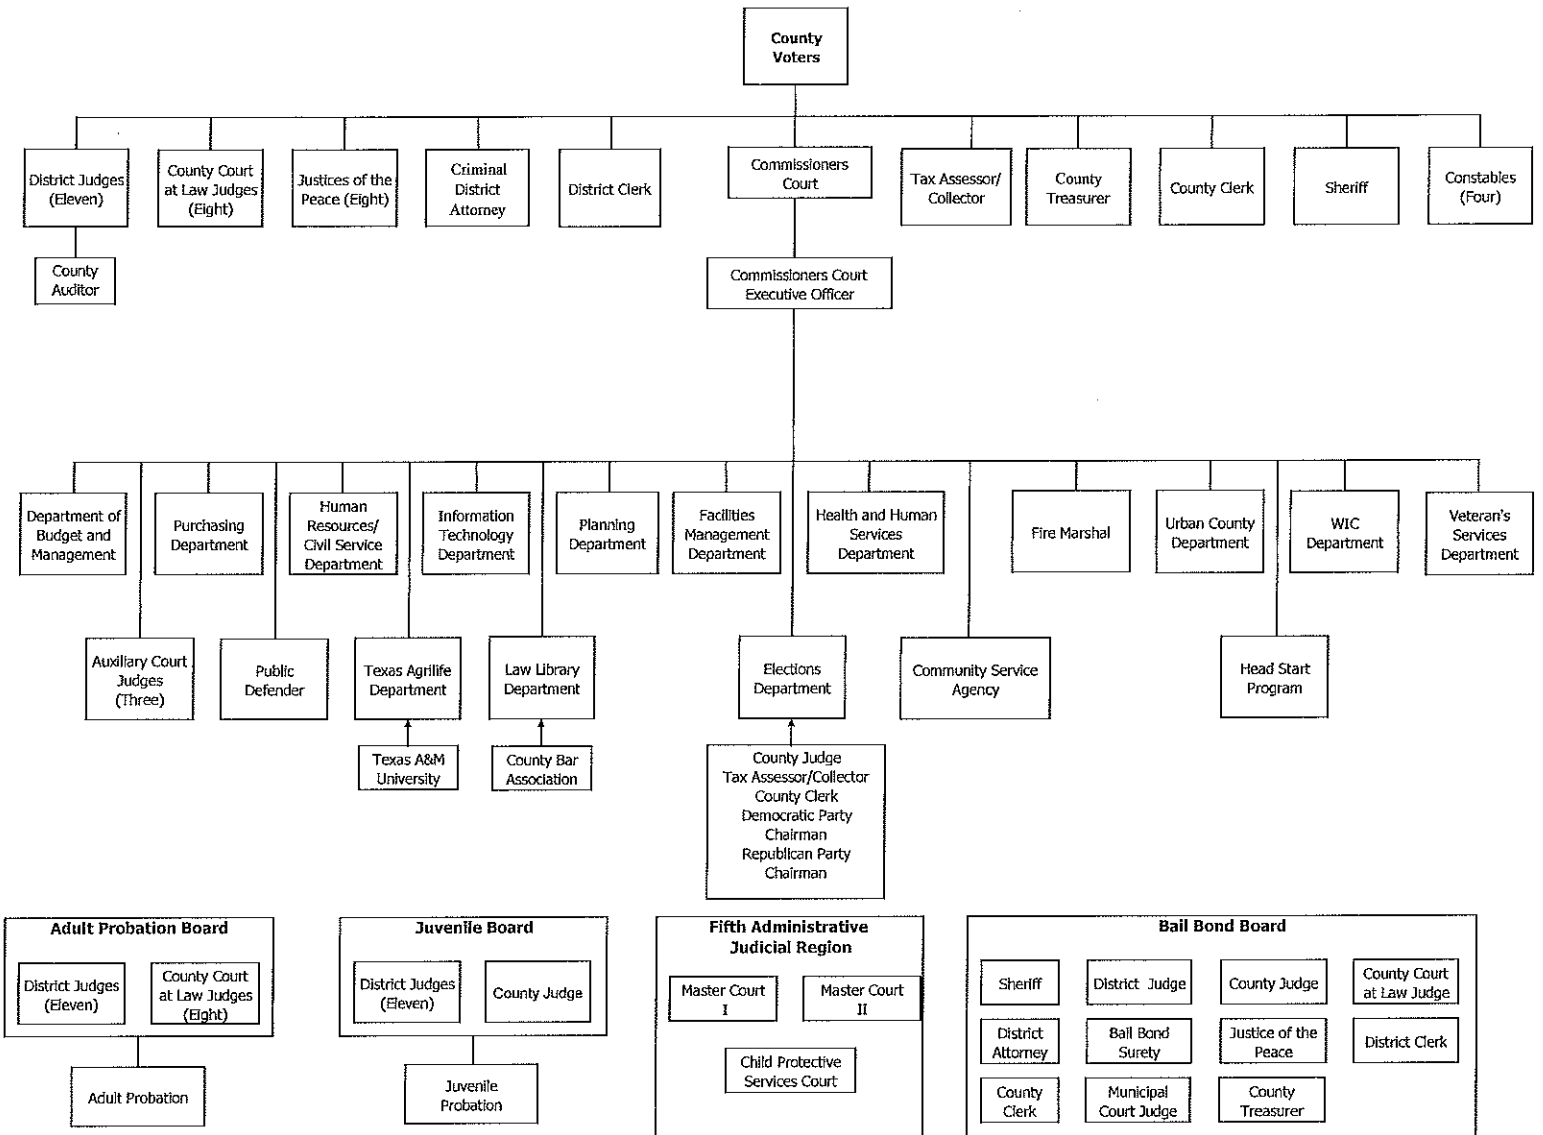 County
Voters
District Judges
(Eleven)
County Court
at Law Judges
(Eight)
Justices of the
Peace (Eight)
Criminal
District
Attorney
District Clerk
Commissioners
Court
Tax Assessor/
Collector
County
Treasurer
County Clerk
Sheriff
Constables
(Four)
County
Auditor
Commissioners Court
Executive Officer
Department of
Budget and
Management
Purchasing
Department
Human
Resources/
Civil Service
Department
Information
Technology
Department
Planning
Department
Facilities
Management
Department
Health and Human
Services
Department
Fire Marshal
Urban County
Department
WIC
Department
Veteran's
Services
Department
Auxiliary Court
Judges
(Three)
Public
Defender
Texas Agrilife
Department
Law Library
Department
Elections
Department
Community Service
Agency
Head Start
Program
Texas A&M
University
County Bar
Association
County Judge
Tax Assessor/Collector
County Clerk
Democratic Party
Chairman
Republican Party
Chairman
Adult Probation Board
District Judges
(Eleven)
County Court
at Law Judges
(Eight)
Adult Probation
Juvenile Board
District Judges
(Eleven)
County Judge
Juvenile
Probation
Fifth Administrative
Judicial Region
Master Court
I
Master Court
II
Child Protective
Services Court
Bail Bond Board
Sheriff
District Judge
County Judge
County Court
at Law Judge
District
Attorney
Bail Bond
Surety
Justice of the
Peace
District Clerk
County
Clerk
Municipal
Court Judge
County
Treasurer